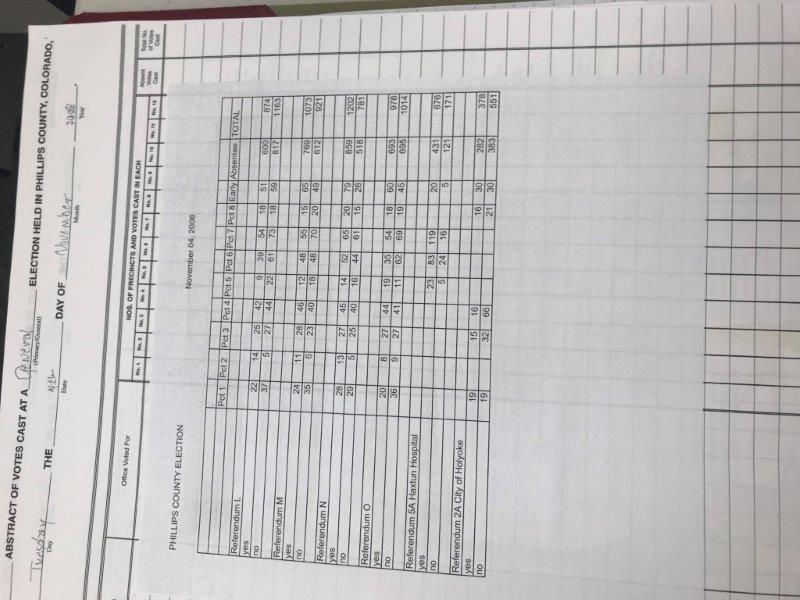 ABSTRACT OF VOTES CAST AT A General ELECTION HELD IN PHILLIPS COUNTY, COLORADO,
(Primary/General)
Tuesday THE 4th DAY OF November 2008
Day Date Month Year
Office Voted For
NOS. OF PRECINCTS AND VOTES CAST IN EACH
No. 1 No. 2 No. 3 No. 4 No. 5 No. 6 No. 7 No. 8 No. 9 No. 10 No. 11 No. 12
Absent Votes Cast
Total No. of Votes Cast
PHILLIPS COUNTY ELECTION November 04, 2008
Pct 1 Pct 2 Pct 3 Pct 4 Pct 5 Pct 6 Pct 7 Pct 8 Early Absentee TOTAL
Referendum L
yes 22 14 25 42 9 39 54 18 51 600 874
no 37 5 27 44 22 61 73 18 59 817 1163
Referendum M
yes 24 11 28 46 12 48 55 15 65 769 1073
no 35 6 23 40 18 48 70 20 49 612 921
Referendum N
yes 28 13 27 45 14 52 65 20 79 859 1202
no 29 5 25 40 16 44 61 15 28 518 781
Referendum O
yes 20 8 27 44 19 35 54 18 60 693 978
no 36 9 27 41 11 62 69 19 45 695 1014
Referendum 5A Haxtun Hospital
yes 23 83 119 20 431 676
no 5 24 16 5 121 171
Referendum 2A City of Holyoke
yes 19 15 16 16 30 282 378
no 19 32 66 21 30 383 551